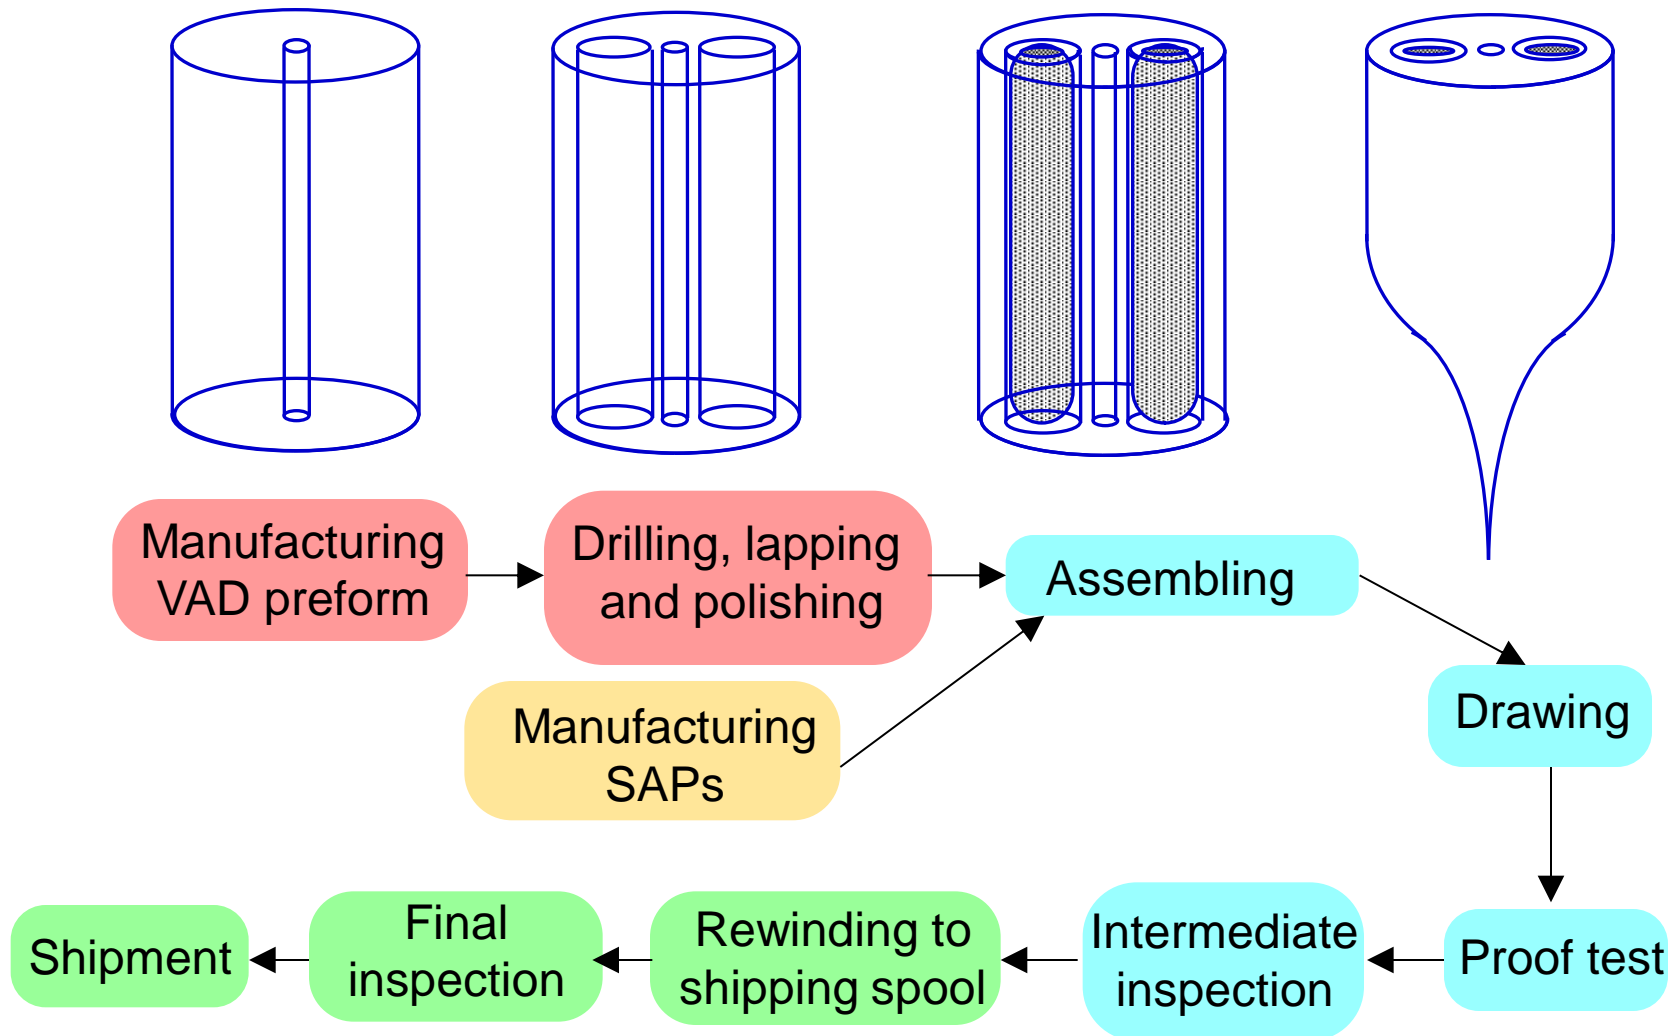 Manufacturing
VAD preform
Drilling, lapping
and polishing
Assembling
Manufacturing
SAPs
Drawing
Proof test
Intermediate
inspection
Rewinding to
shipping spool
Final
inspection
Shipment